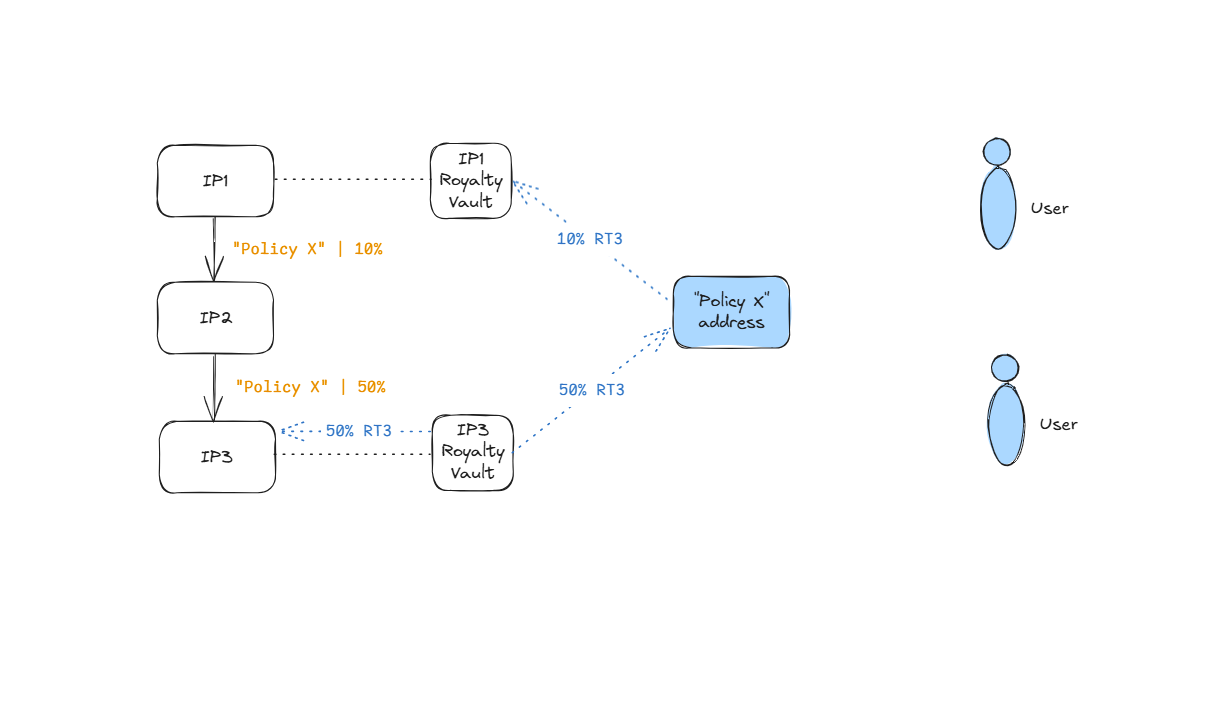 IP1
IP1
Royalty
Vault
User
10% RT3
"Policy X" | 10%
IP2
"Policy X"
address
"Policy X" | 50%
50% RT3
IP3
50% RT3
IP3
Royalty
Vault
User